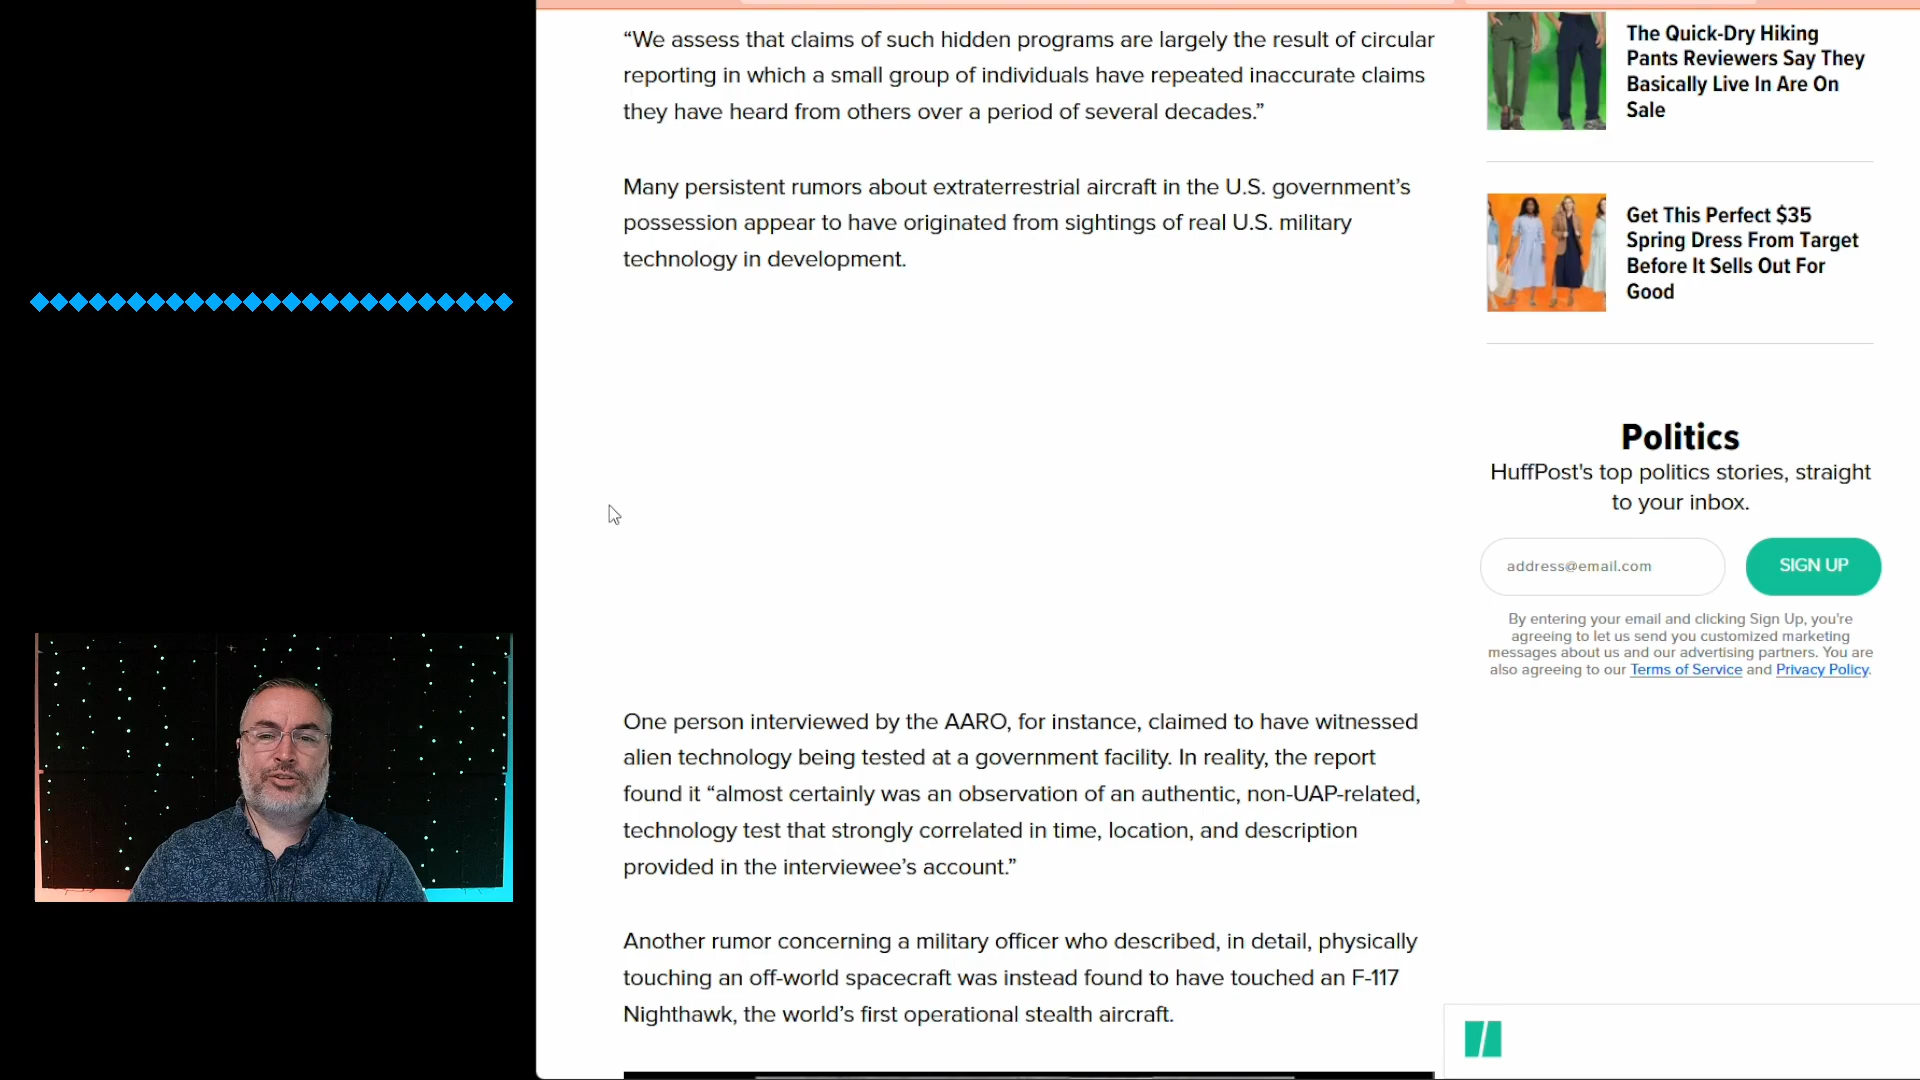 “We assess that claims of such hidden programs are largely the result of circular
reporting in which a small group of individuals have repeated inaccurate claims
they have heard from others over a period of several decades.”
Many persistent rumors about extraterrestrial aircraft in the U.S. government’s
possession appear to have originated from sightings of real U.S. military
technology in development.
One person interviewed by the AARO, for instance, claimed to have witnessed
alien technology being tested at a government facility. In reality, the report
found it “almost certainly was an observation of an authentic, non-UAP-related,
technology test that strongly correlated in time, location, and description
provided in the interviewee’s account.”
Another rumor concerning a military officer who described, in detail, physically
touching an off-world spacecraft was instead found to have touched an F-117
Nighthawk, the world’s first operational stealth aircraft.
The Quick-Dry Hiking
Pants Reviewers Say They
Basically Live In Are On
Sale
Get This Perfect $35
Spring Dress From Target
Before It Sells Out For
Good
Politics
HuffPost's top politics stories, straight
to your inbox.
address@email.com
SIGN UP
By entering your email and clicking Sign Up, you're
agreeing to let us send you customized marketing
messages about us and our advertising partners. You are
also agreeing to our Terms of Service and Privacy Policy.